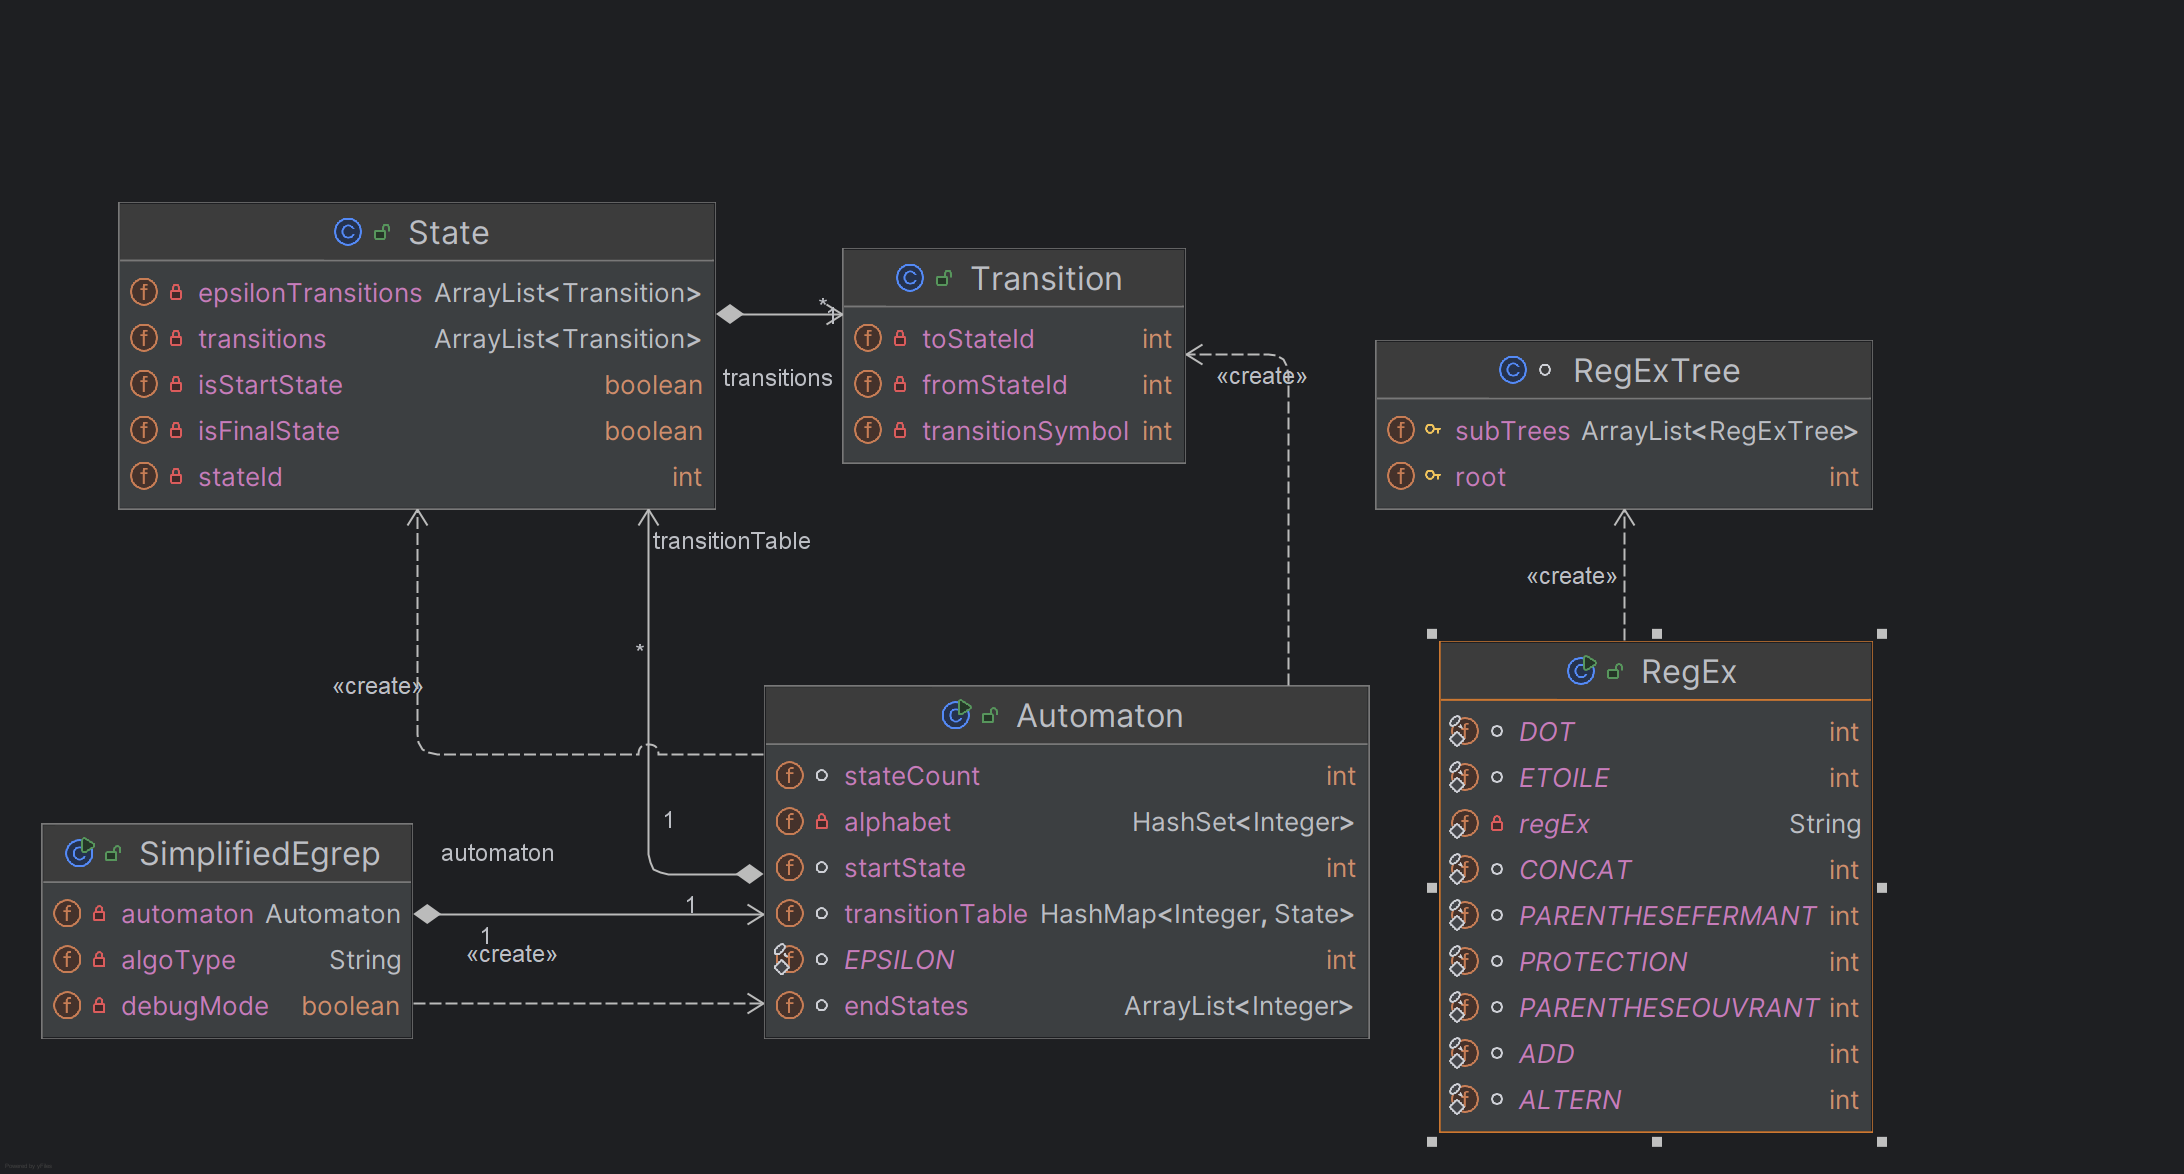 State
epsilonTransitions ArrayList<Transition>
transitions ArrayList<Transition>
isStartState boolean
isFinalState boolean
stateId int
*
1
transitions
Transition
toStateId int
fromStateId int
transitionSymbol int
«create»
RegExTree
subTrees ArrayList<RegExTree>
root int
transitionTable
«create»
*
«create»
1
SimplifiedEgrep
automaton Automaton
algoType String
debugMode boolean
automaton
1
1
«create»
Automaton
stateCount int
alphabet HashSet<Integer>
startState int
transitionTable HashMap<Integer, State>
EPSILON int
endStates ArrayList<Integer>
RegEx
DOT int
ETOILE int
regEx String
CONCAT int
PARENTHESEFERMANT int
PROTECTION int
PARENTHESEOUVRANT int
ADD int
ALTERN int
Powered by yFiles